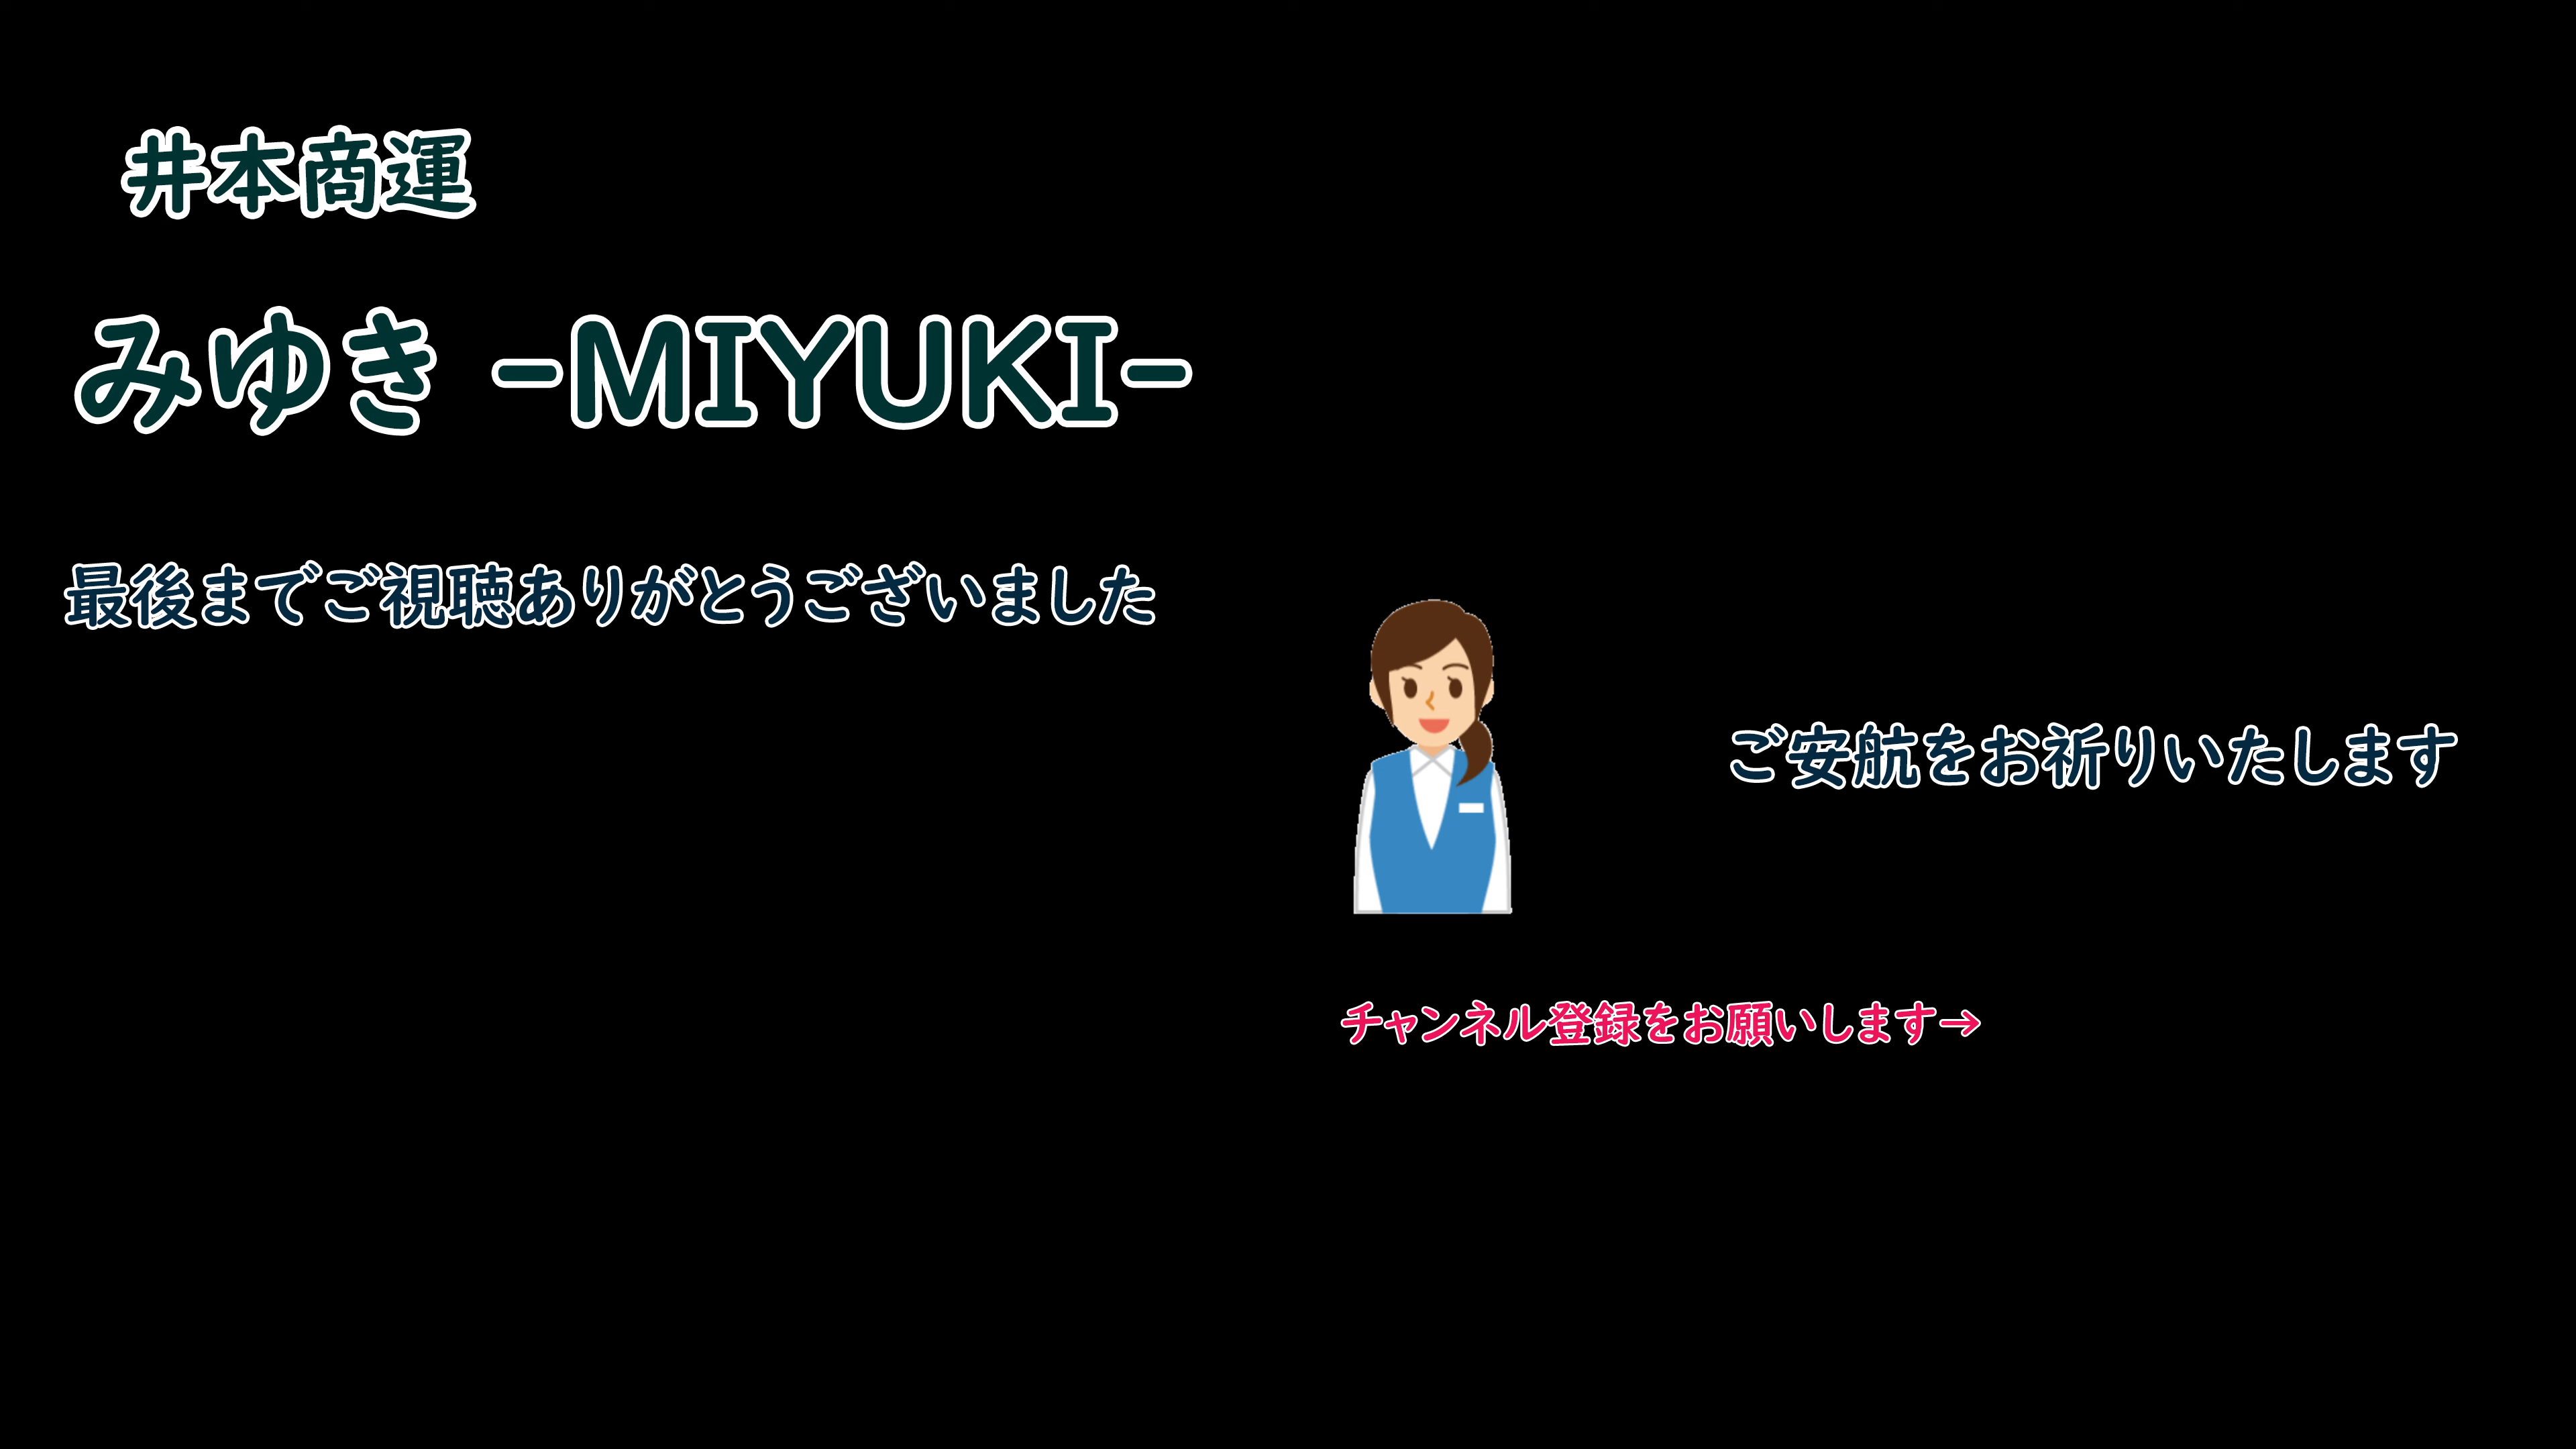 井本商運
みゆき -MIYUKI-
最後までご視聴ありがとうございました
ご安航をお祈りいたします
チャンネル登録をお願いします→